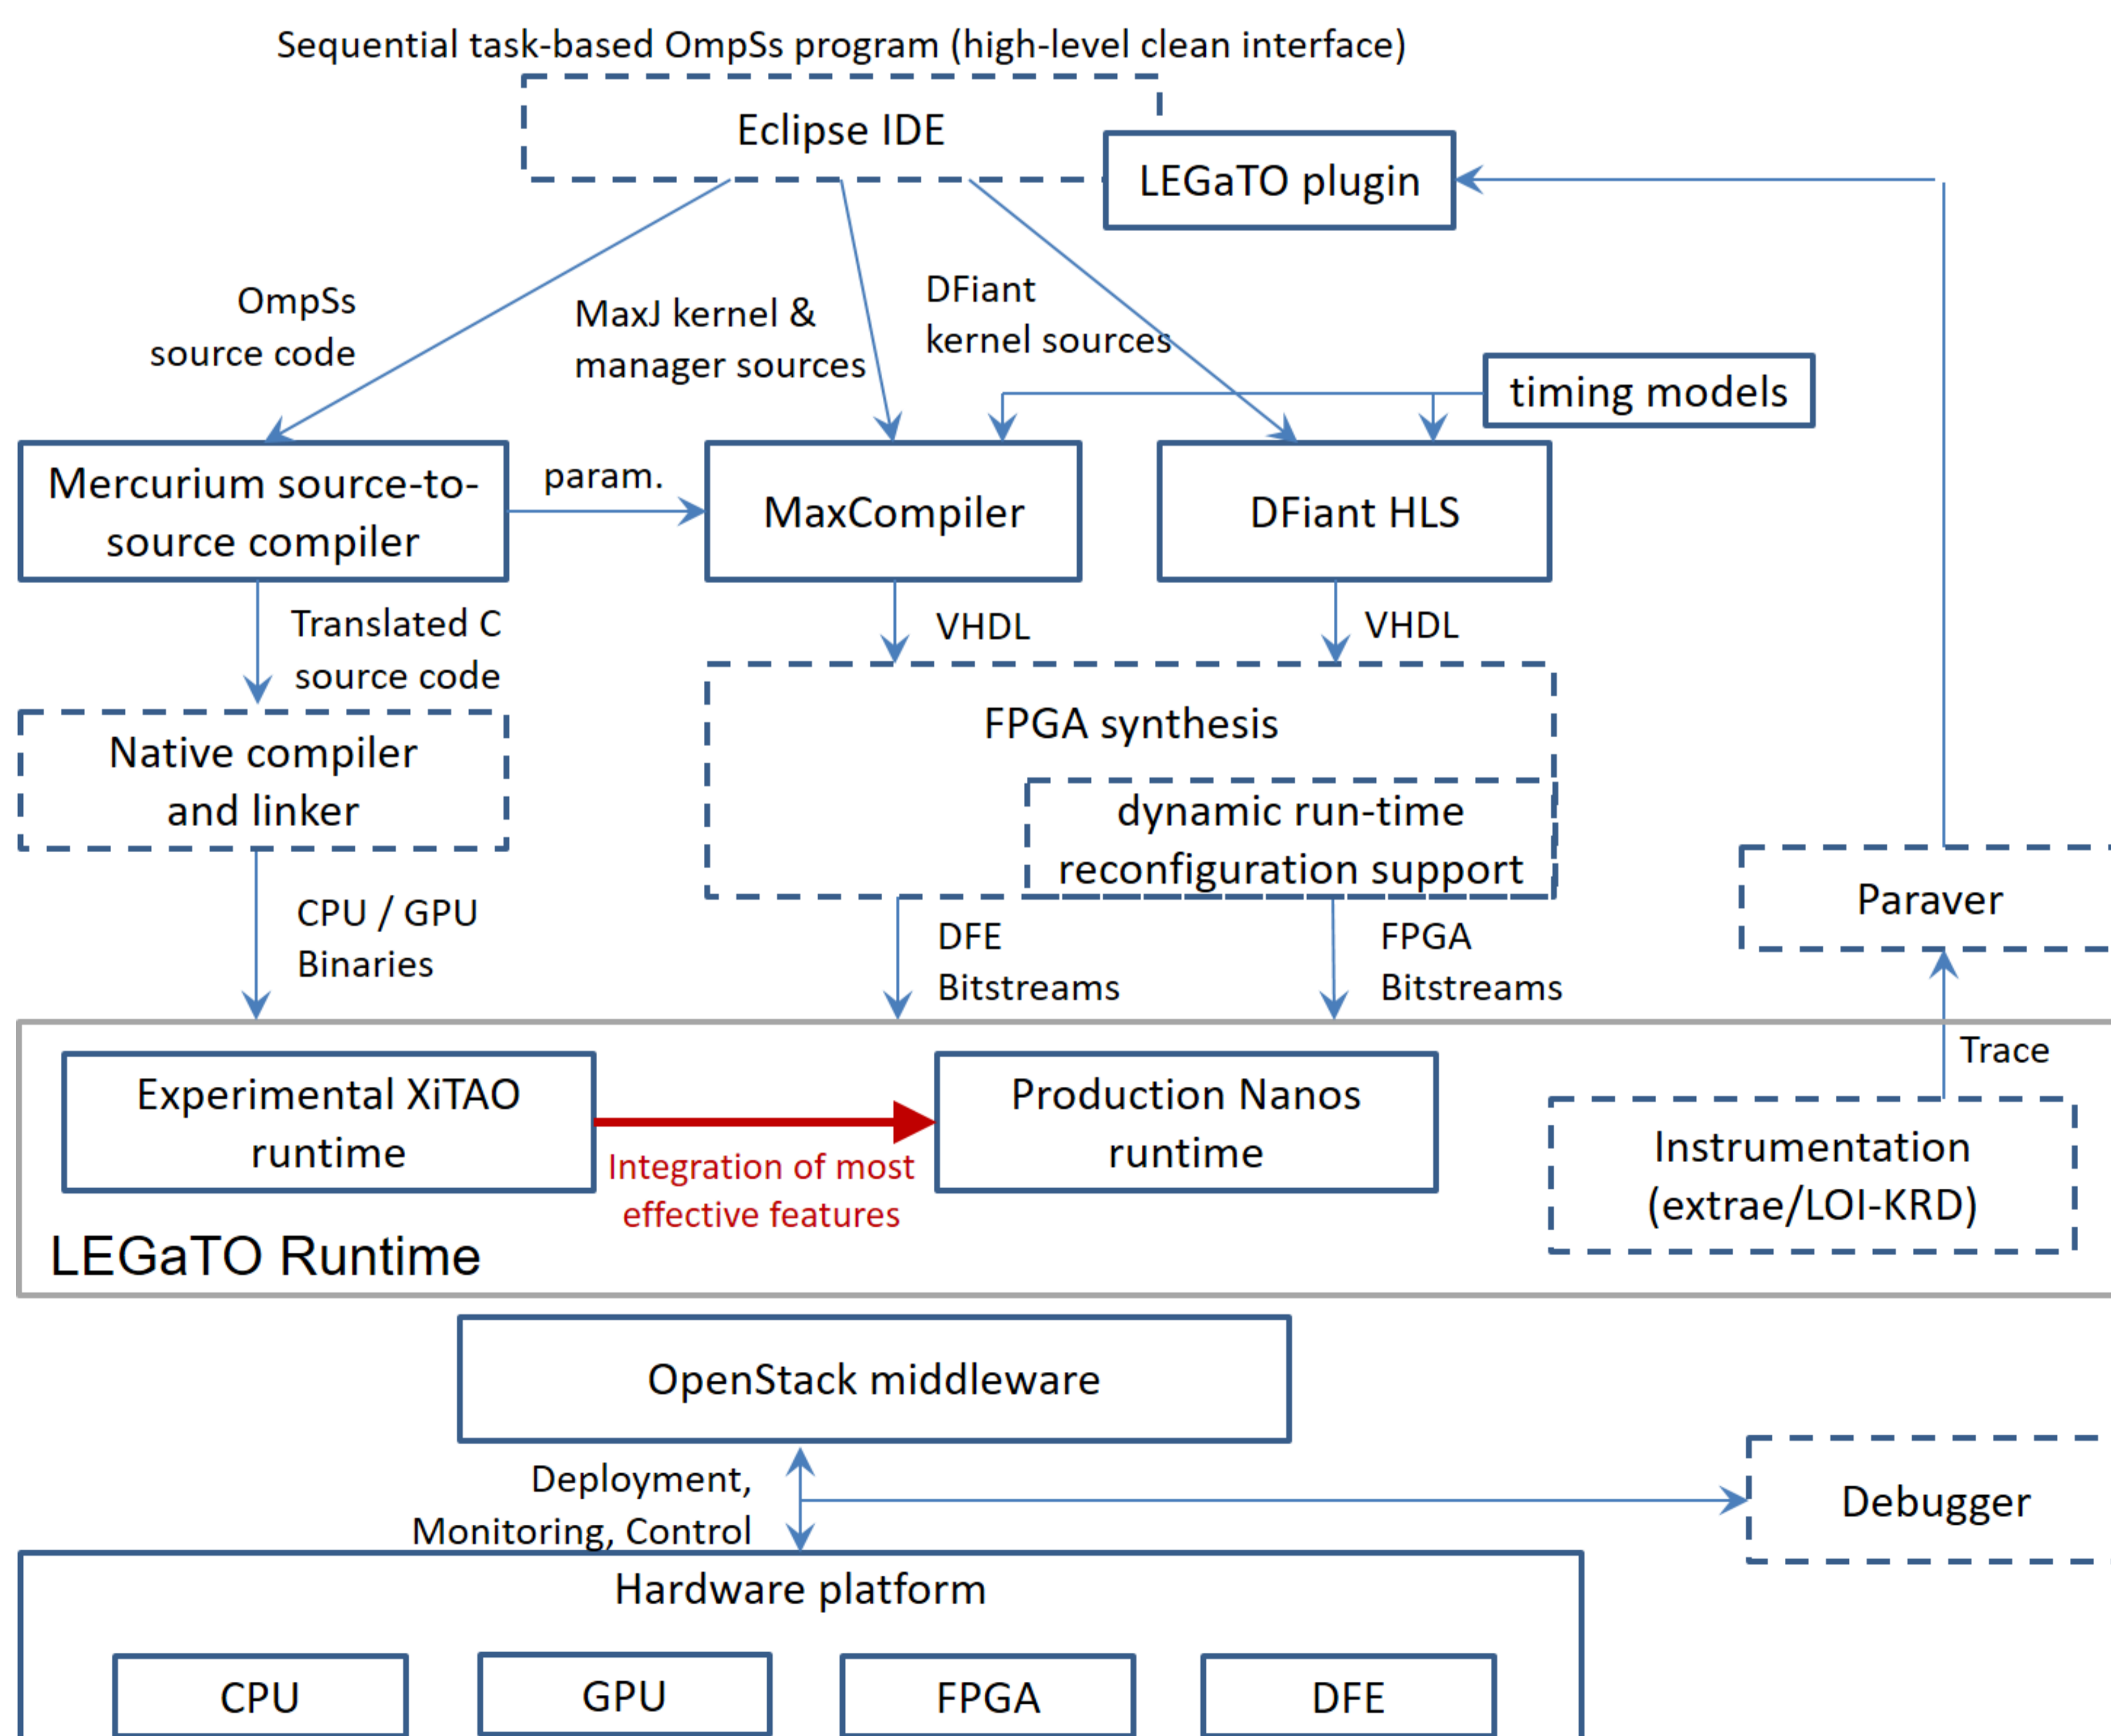 Sequential task-based OmpSs program (high-level clean interface)
Eclipse IDE
LEGaTO plugin
OmpSs
source code
MaxJ kernel &
manager sources
DFiant
kernel sources
timing models
Mercurium source-to-
source compiler
param.
MaxCompiler
DFiant HLS
Translated C
source code
VHDL
VHDL
Native compiler
and linker
FPGA synthesis
dynamic run-time
reconfiguration support
Paraver
CPU / GPU
Binaries
DFE
Bitstreams
FPGA
Bitstreams
Trace
Experimental XiTAO
runtime
Integration of most
effective features
Production Nanos
runtime
Instrumentation
(extrae/LOI-KRD)
LEGaTO Runtime
OpenStack middleware
Deployment,
Monitoring, Control
Debugger
Hardware platform
CPU
GPU
FPGA
DFE